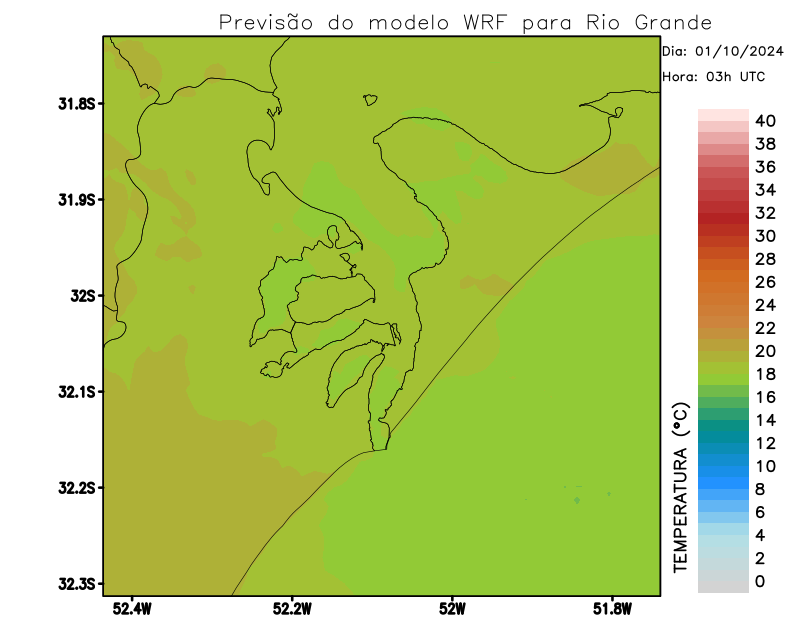 Previsão do modelo WRF para Rio Grande
Dia: 01/10/2024
Hora: 03h UTC
31.8S
31.9S
32S
32.1S
32.2S
32.3S
52.4W
52.2W
52W
51.8W
TEMPERATURA (°C)
40
38
36
34
32
30
28
26
24
22
20
18
16
14
12
10
8
6
4
2
0